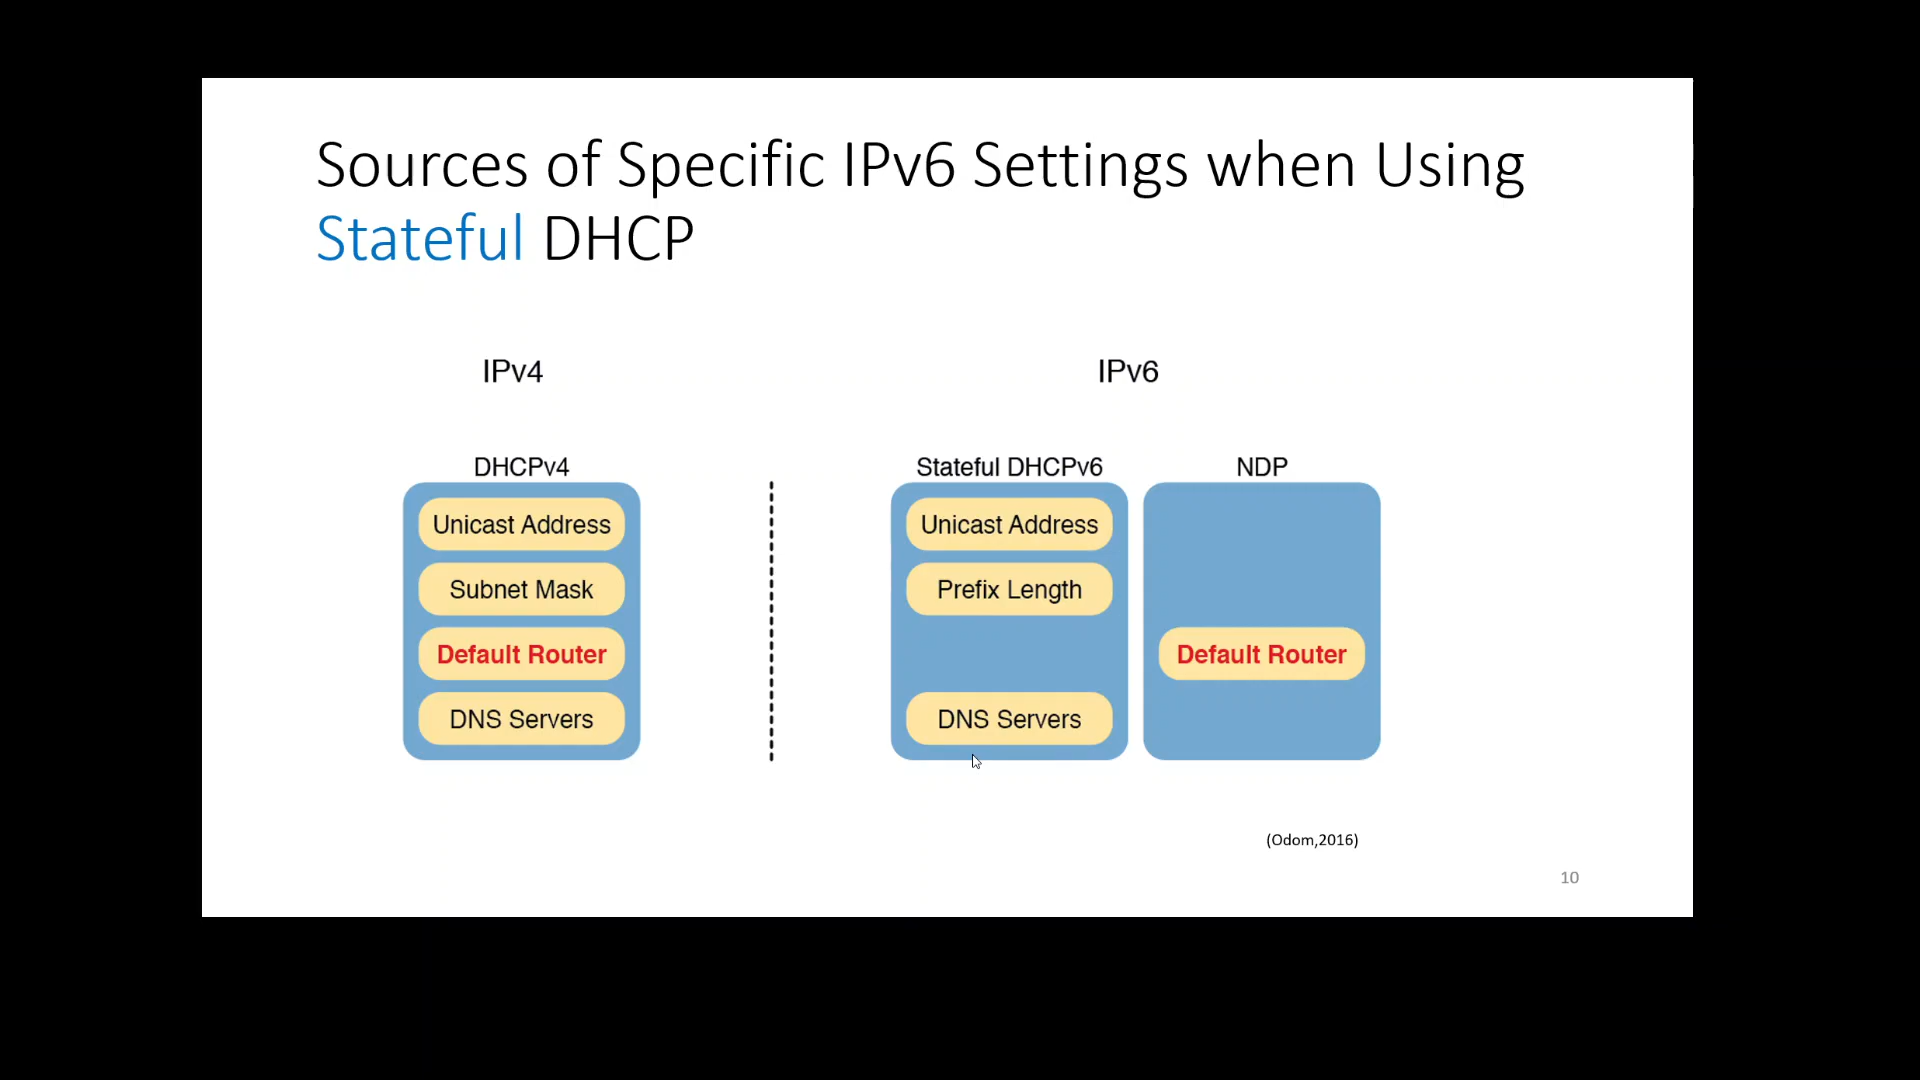 Sources of Specific IPv6 Settings when Using
Stateful DHCP
IPv4
DHCPv4
Unicast Address
Subnet Mask
Default Router
DNS Servers
IPv6
Stateful DHCPv6
Unicast Address
Prefix Length
DNS Servers
NDP
Default Router
(Odom,2016)
10